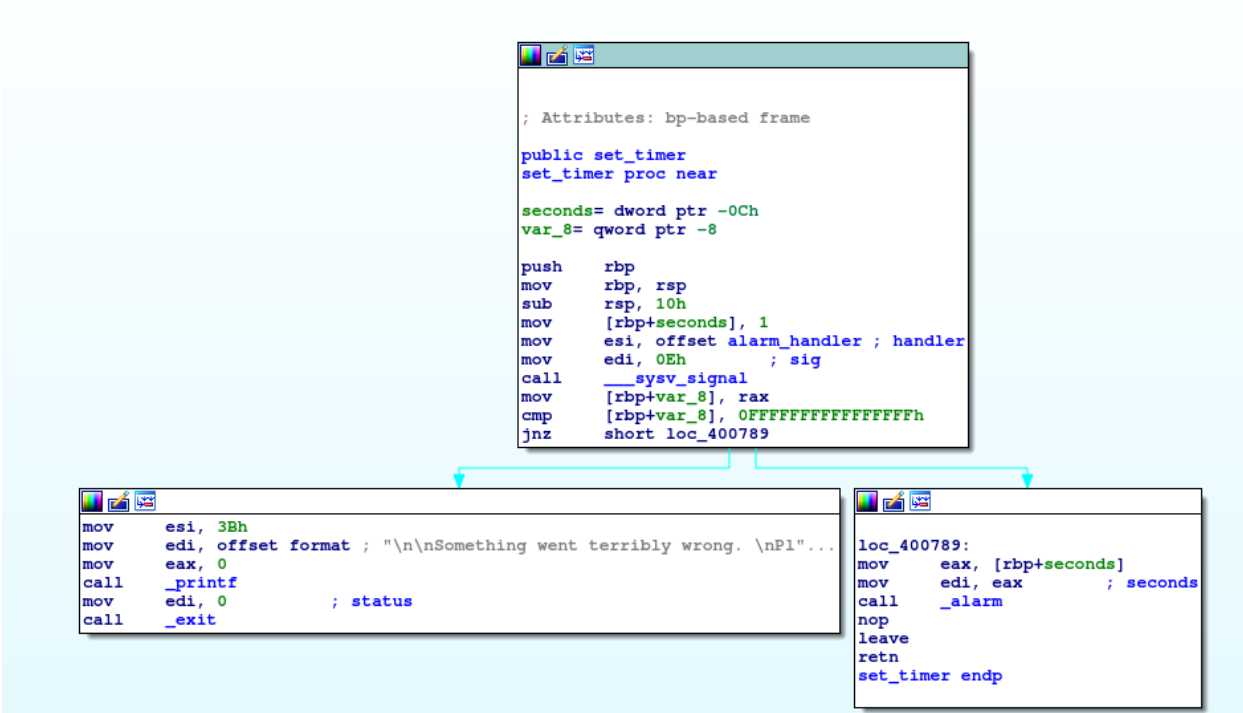 ; Attributes: bp-based frame
public set_timer
set_timer proc near
seconds= dword ptr -0Ch
var_8= qword ptr -8
push rbp
mov rbp, rsp
sub rsp, 10h
mov [rbp+seconds], 1
mov esi, offset alarm_handler ; handler
mov edi, 0Eh ; sig
call ___sysv_signal
mov [rbp+var_8], rax
cmp [rbp+var_8], 0FFFFFFFFFFFFFFFFh
jnz short loc_400789
mov esi, 3Bh
mov edi, offset format ; "\n\nSomething went terribly wrong. \nPl"...
mov eax, 0
call _printf
mov edi, 0 ; status
call _exit
loc_400789:
mov eax, [rbp+seconds]
mov edi, eax ; seconds
call _alarm
nop
leave
retn
set_timer endp